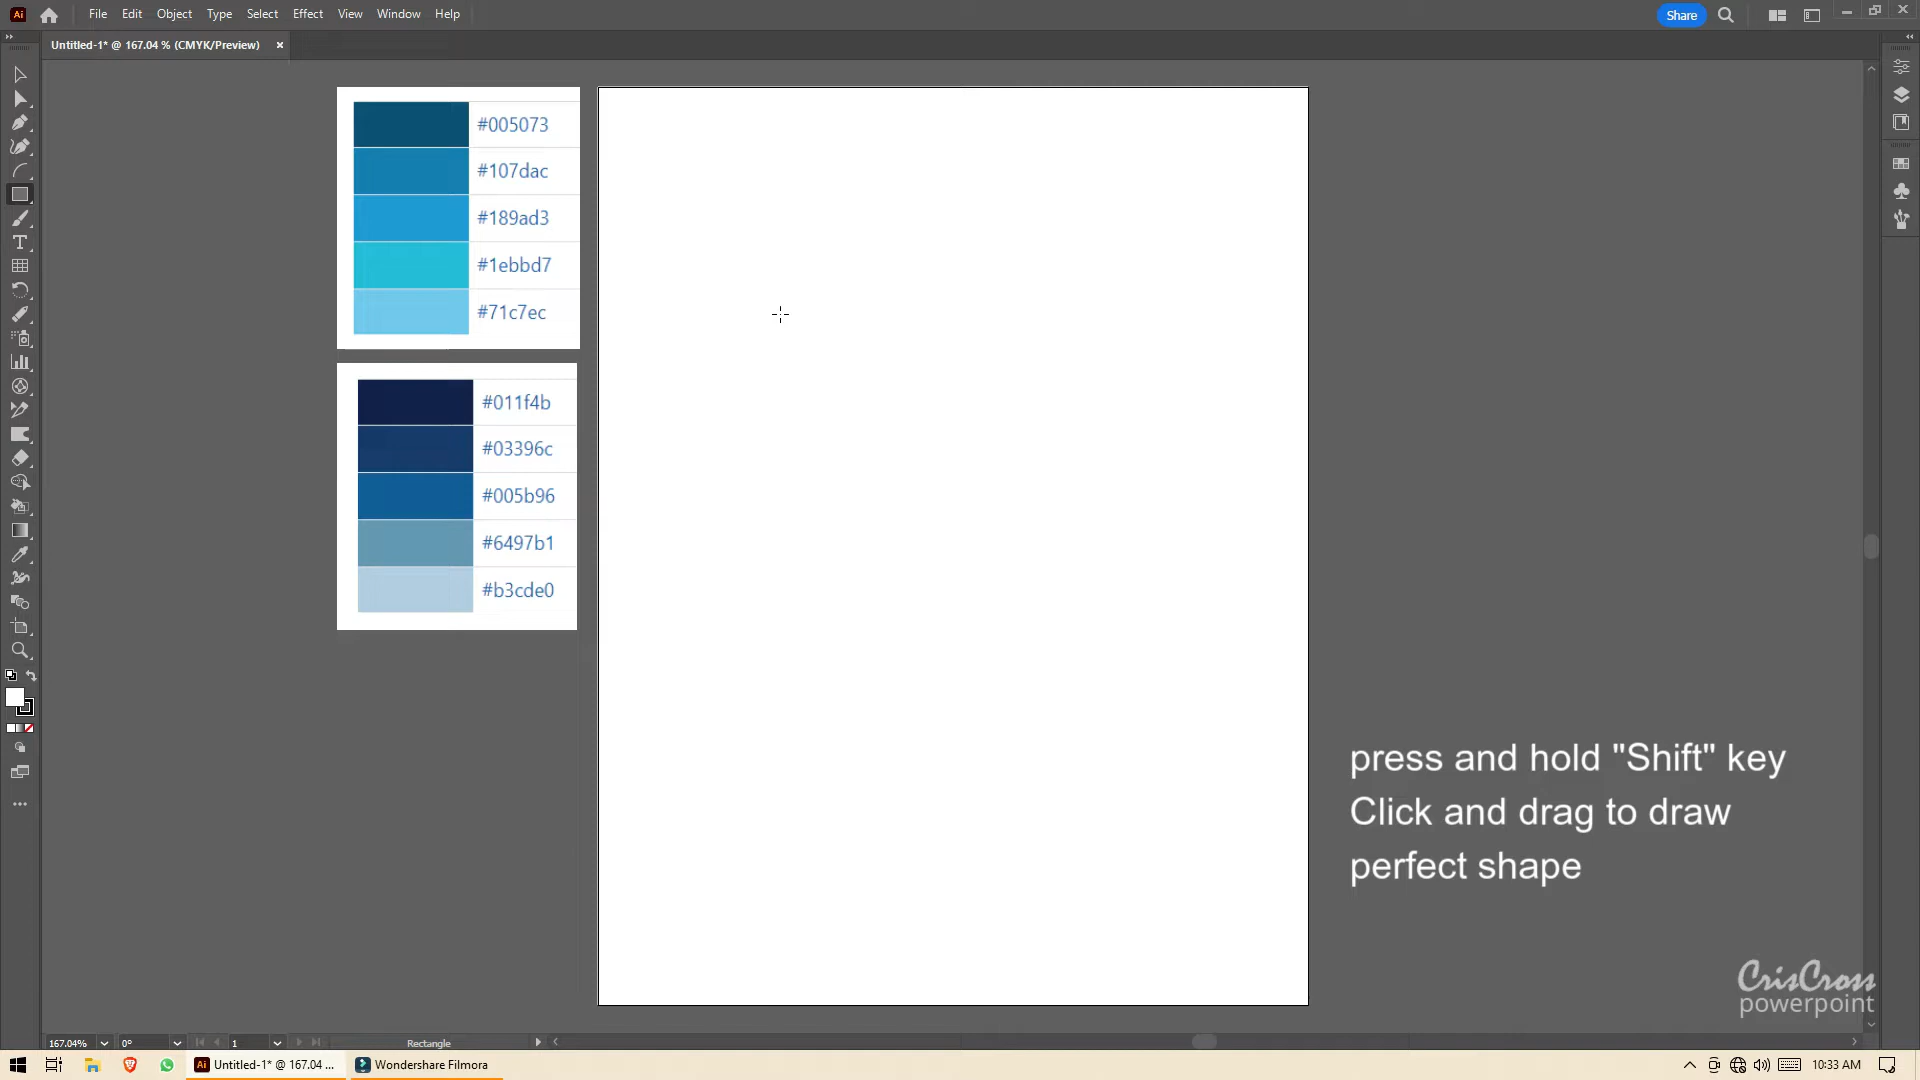 Ai
File Edit Object Type Select Effect View Window Help
Share
Untitled-1* @ 167.04 % (CMYK/Preview) ×
#005073
#107dac
#189ad3
#1ebbd7
#71c7ec
#011f4b
#03396c
#005b96
#6497b1
#b3cde0
press and hold "Shift" key
Click and drag to draw
perfect shape
CrisCross
powerpoint
167.04% 0° 1 Rectangle
Ai Untitled-1* @ 167.04 ... Wondershare Filmora 10:33 AM